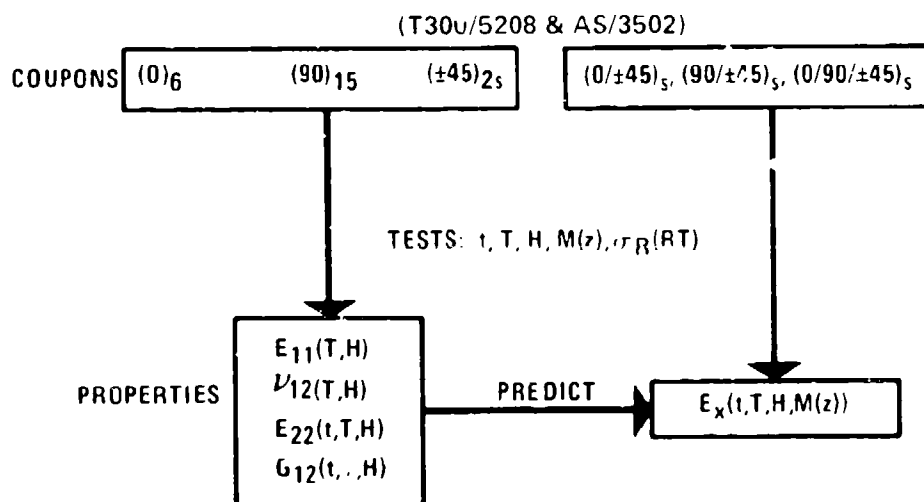 (T300/5208 & AS/3502)
COUPONS (0)6 (90)15 (±45)2s
(0/±45)s, (90/±45)s, (0/90/±45)s
TESTS: t, T, H, M(z), σR(RT)
PROPERTIES
E11(T,H)
ν12(T,H)
E22(t,T,H)
G12(t,.,H)
PREDICT
Ex(t,T,H,M(z))